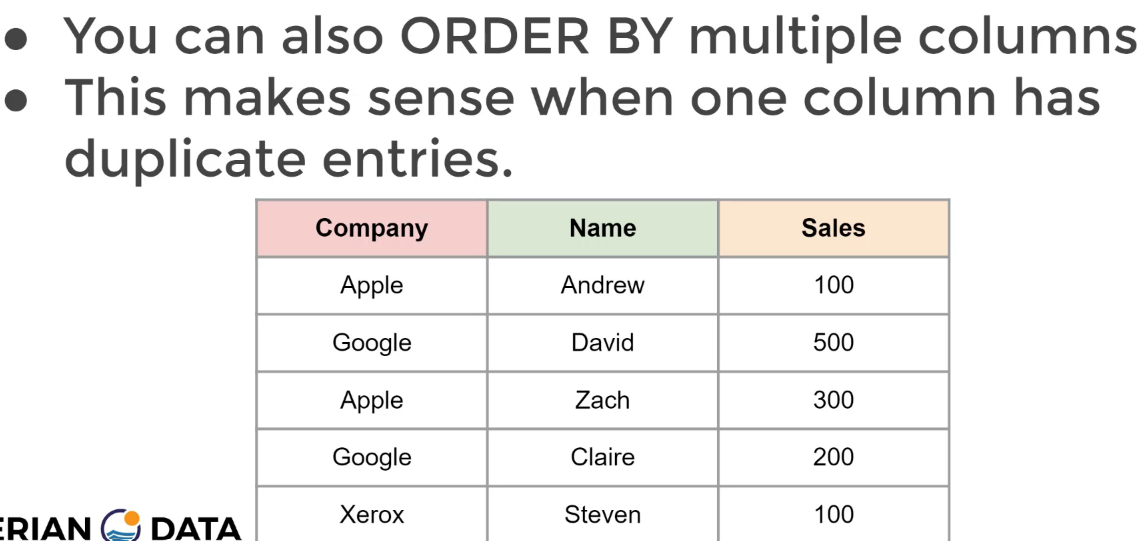 ● You can also ORDER BY multiple columns
● This makes sense when one column has
duplicate entries.
Company Name Sales
Apple Andrew 100
Google David 500
Apple Zach 300
Google Claire 200
Xerox Steven 100
ERIAN DATA